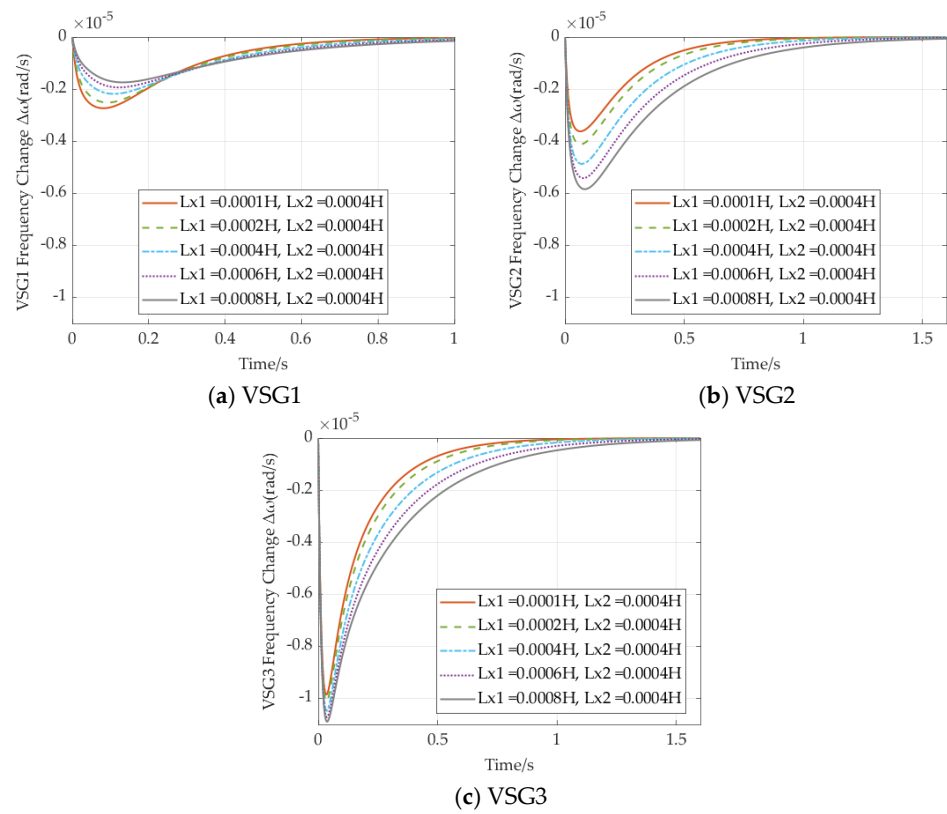 ×10⁻⁵
0
-0.2
-0.4
-0.6
-0.8
-1
VSG1 Frequency Change Δω(rad/s)
Lx1 =0.0001H, Lx2 =0.0004H
Lx1 =0.0002H, Lx2 =0.0004H
Lx1 =0.0004H, Lx2 =0.0004H
Lx1 =0.0006H, Lx2 =0.0004H
Lx1 =0.0008H, Lx2 =0.0004H
0 0.2 0.4 0.6 0.8 1
Time/s
(a) VSG1
×10⁻⁵
0
-0.2
-0.4
-0.6
-0.8
-1
VSG2 Frequency Change Δω(rad/s)
Lx1 =0.0001H, Lx2 =0.0004H
Lx1 =0.0002H, Lx2 =0.0004H
Lx1 =0.0004H, Lx2 =0.0004H
Lx1 =0.0006H, Lx2 =0.0004H
Lx1 =0.0008H, Lx2 =0.0004H
0 0.5 1 1.5
Time/s
(b) VSG2
×10⁻⁵
0
-0.2
-0.4
-0.6
-0.8
-1
VSG3 Frequency Change Δω(rad/s)
Lx1 =0.0001H, Lx2 =0.0004H
Lx1 =0.0002H, Lx2 =0.0004H
Lx1 =0.0004H, Lx2 =0.0004H
Lx1 =0.0006H, Lx2 =0.0004H
Lx1 =0.0008H, Lx2 =0.0004H
0 0.5 1 1.5
Time/s
(c) VSG3